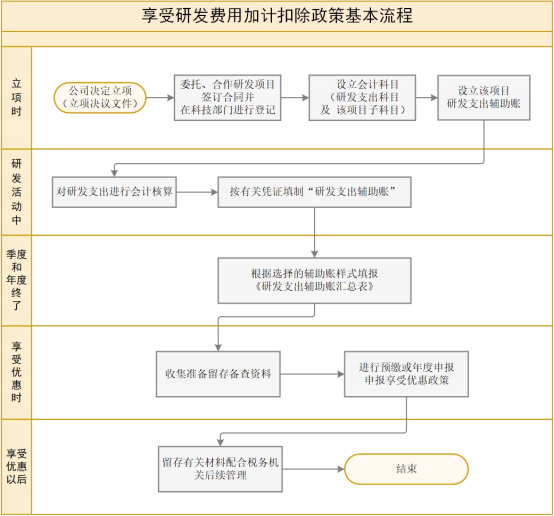 享受研发费用加计扣除政策基本流程
立
项
时
公司决定立项
（立项决议文件）
委托、合作研发项目
签订合同并
在科技部门进行登记
设立会计科目
（研发支出科目
及 该项目子科目）
设立该项目
研发支出辅助账
研
发
活
动
中
对研发支出进行会计核算
按有关凭证填制“研发支出辅助账”
季度
和
年度
终了
根据选择的辅助账样式填报
《研发支出辅助账汇总表》
享
受
优
惠
时
收集准备留存备查资料
进行预缴或年度申报
申报享受优惠政策
享受
优惠
以后
留存有关材料配合税务机
关后续管理
结束